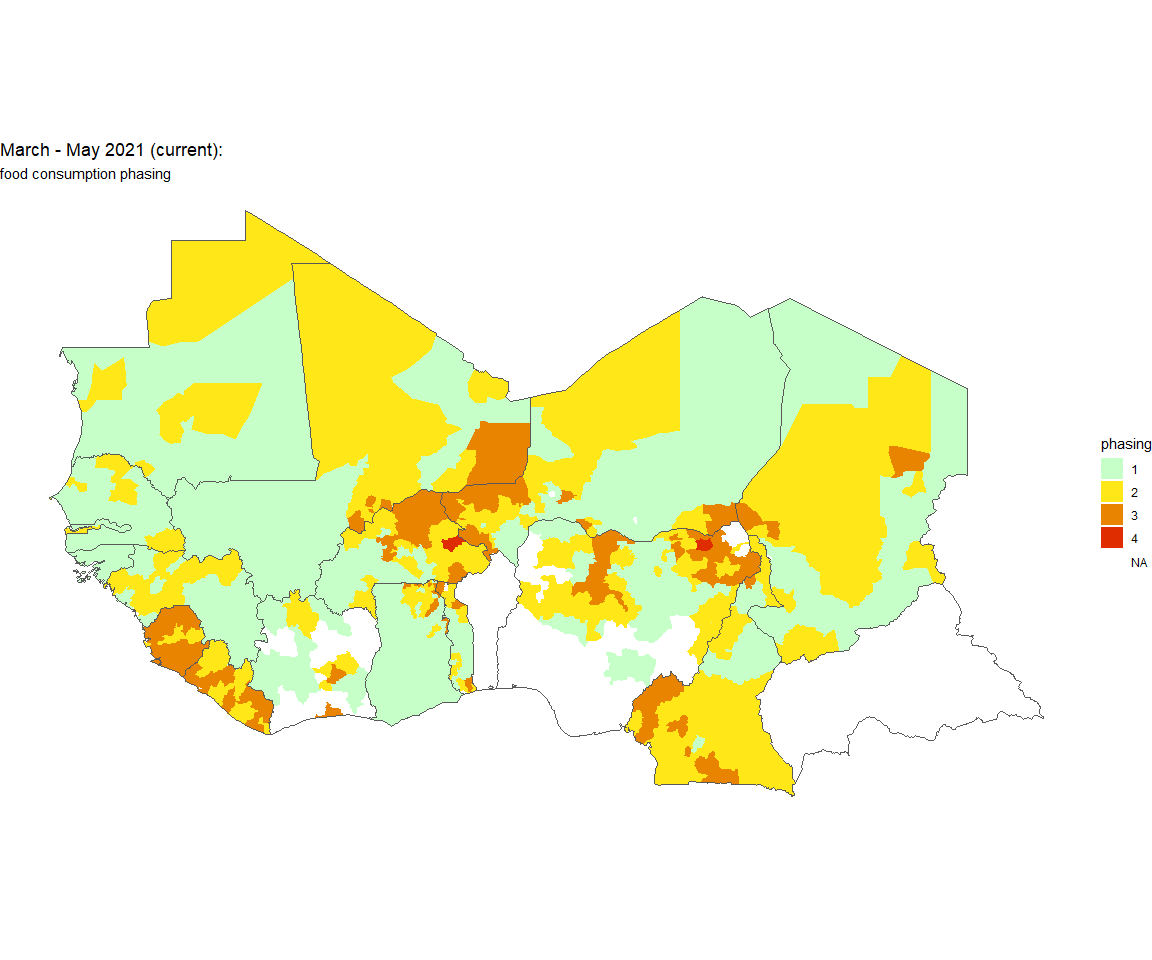 March - May 2021 (current):
food consumption phasing
phasing
1
2
3
4
NA